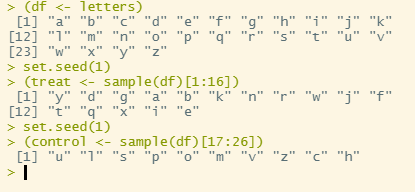 > (df <- letters)
 [1] "a" "b" "c" "d" "e" "f" "g" "h" "i" "j" "k"
[12] "l" "m" "n" "o" "p" "q" "r" "s" "t" "u" "v"
[23] "w" "x" "y" "z"
> set.seed(1)
> (treat <- sample(df)[1:16])
 [1] "y" "d" "g" "a" "b" "k" "n" "r" "w" "j" "f"
[12] "t" "q" "x" "i" "e"
> set.seed(1)
> (control <- sample(df)[17:26])
 [1] "u" "l" "s" "p" "o" "m" "v" "z" "c" "h"
>